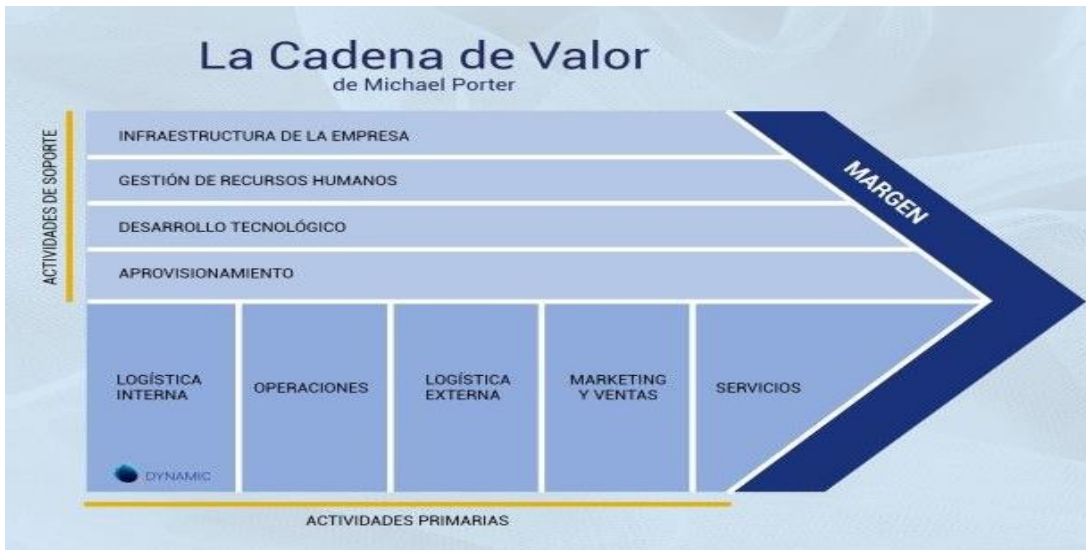 La Cadena de Valor
de Michael Porter
ACTIVIDADES DE SOPORTE
INFRAESTRUCTURA DE LA EMPRESA
GESTIÓN DE RECURSOS HUMANOS
DESARROLLO TECNOLÓGICO
APROVISIONAMIENTO
MARGEN
LOGÍSTICA
INTERNA
OPERACIONES
LOGÍSTICA
EXTERNA
MARKETING
Y VENTAS
SERVICIOS
DYNAMIC
ACTIVIDADES PRIMARIAS